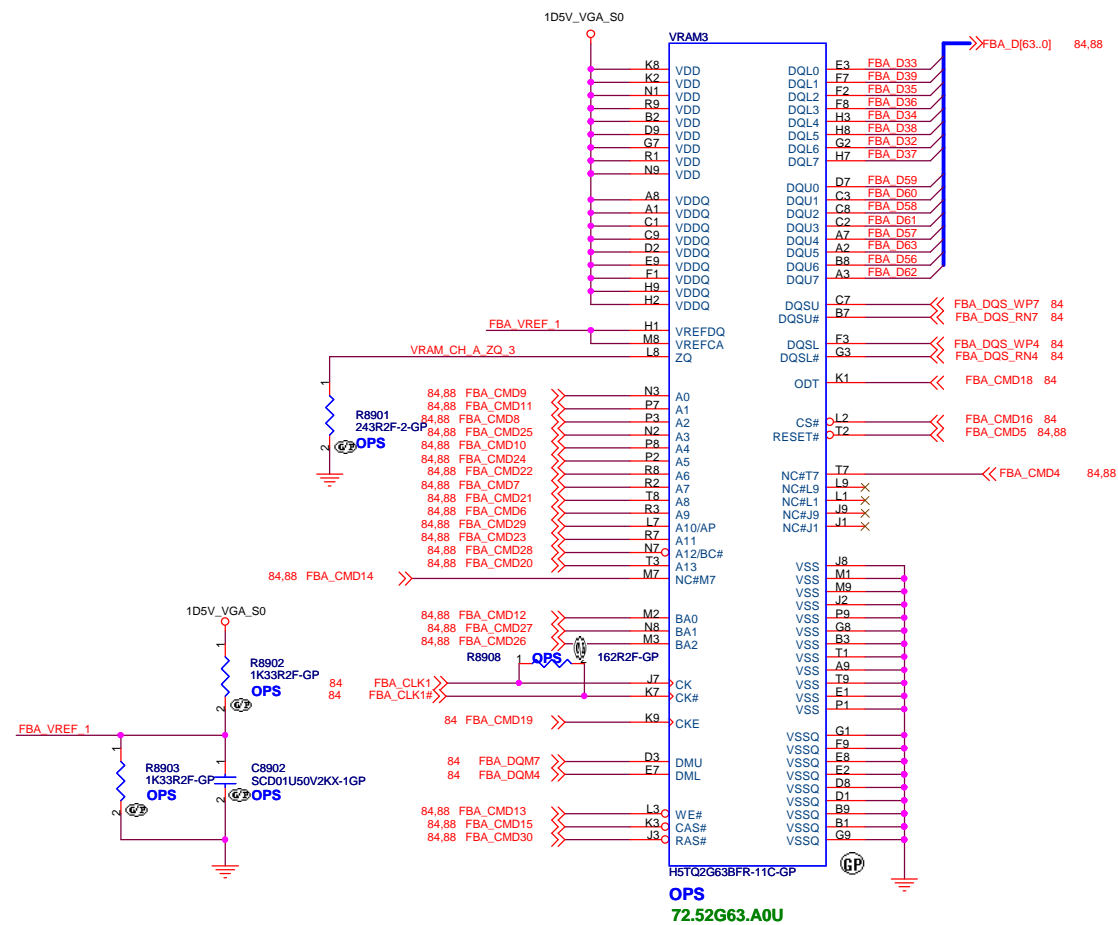 1D5V_VGA_S0
VRAM3
FBA_D[63..0] 84,88
K8 VDD DQL0 E3 FBA_D33
K2 VDD DQL1 F7 FBA_D39
N1 VDD DQL2 F2 FBA_D35
R9 VDD DQL3 F8 FBA_D36
B2 VDD DQL4 H3 FBA_D34
D9 VDD DQL5 H8 FBA_D38
G7 VDD DQL6 G2 FBA_D32
R1 VDD DQL7 H7 FBA_D37
N9 VDD
DQU0 D7 FBA_D59
A8 VDDQ DQU1 C3 FBA_D60
A1 VDDQ DQU2 C8 FBA_D58
C1 VDDQ DQU3 C2 FBA_D61
C9 VDDQ DQU4 A7 FBA_D57
D2 VDDQ DQU5 A2 FBA_D63
E9 VDDQ DQU6 B8 FBA_D56
F1 VDDQ DQU7 A3 FBA_D62
H9 VDDQ
H2 VDDQ DQSU C7 FBA_DQS_WP7 84
DQSU# B7 FBA_DQS_RN7 84
FBA_VREF_1 H1 VREFDQ
M8 VREFCA DQSL F3 FBA_DQS_WP4 84
VRAM_CH_A_ZQ_3 L8 ZQ DQSL# G3 FBA_DQS_RN4 84
ODT K1 FBA_CMD18 84
84,88 FBA_CMD9 N3 A0
84,88 FBA_CMD11 P7 A1
84,88 FBA_CMD8 P3 A2 CS# L2 FBA_CMD16 84
84,88 FBA_CMD25 N2 A3 RESET# T2 FBA_CMD5 84,88
84,88 FBA_CMD10 P8 A4
84,88 FBA_CMD24 P2 A5
84,88 FBA_CMD22 R8 A6 NC#T7 T7 FBA_CMD4 84,88
84,88 FBA_CMD7 R2 A7 NC#L9 L9
84,88 FBA_CMD21 T8 A8 NC#L1 L1
84,88 FBA_CMD6 R3 A9 NC#J9 J9
84,88 FBA_CMD29 L7 A10/AP NC#J1 J1
84,88 FBA_CMD23 R7 A11
84,88 FBA_CMD28 N7 A12/BC#
84,88 FBA_CMD20 T3 A13 VSS J8
84,88 FBA_CMD14 M7 NC#M7 VSS M1
1
R8901
243R2F-2-GP
2 G/P OPS
VSS M9
VSS J2
84,88 FBA_CMD12 M2 BA0 VSS P9
84,88 FBA_CMD27 N8 BA1 VSS G8
84,88 FBA_CMD26 M3 BA2 VSS B3
R8908 1 OPS 2 162R2F-GP VSS T1
VSS A9
84 FBA_CLK1 J7 CK VSS T9
84 FBA_CLK1# K7 CK# VSS E1
VSS P1
84 FBA_CMD19 K9 CKE
VSSQ G1
VSSQ F9
84 FBA_DQM7 D3 DMU VSSQ E8
84 FBA_DQM4 E7 DML VSSQ E2
VSSQ D8
VSSQ D1
84,88 FBA_CMD13 L3 WE# VSSQ B9
84,88 FBA_CMD15 K3 CAS# VSSQ B1
84,88 FBA_CMD30 J3 RAS# VSSQ G9
1D5V_VGA_S0
1
R8902
1K33R2F-GP
OPS
2 G/P
FBA_VREF_1
1
R8903
1K33R2F-GP
OPS
2 G/P
1
C8902
SCD01U50V2KX-1GP
2 G/P OPS
H5TQ2G63BFR-11C-GP
GP
OPS
72.52G63.A0U